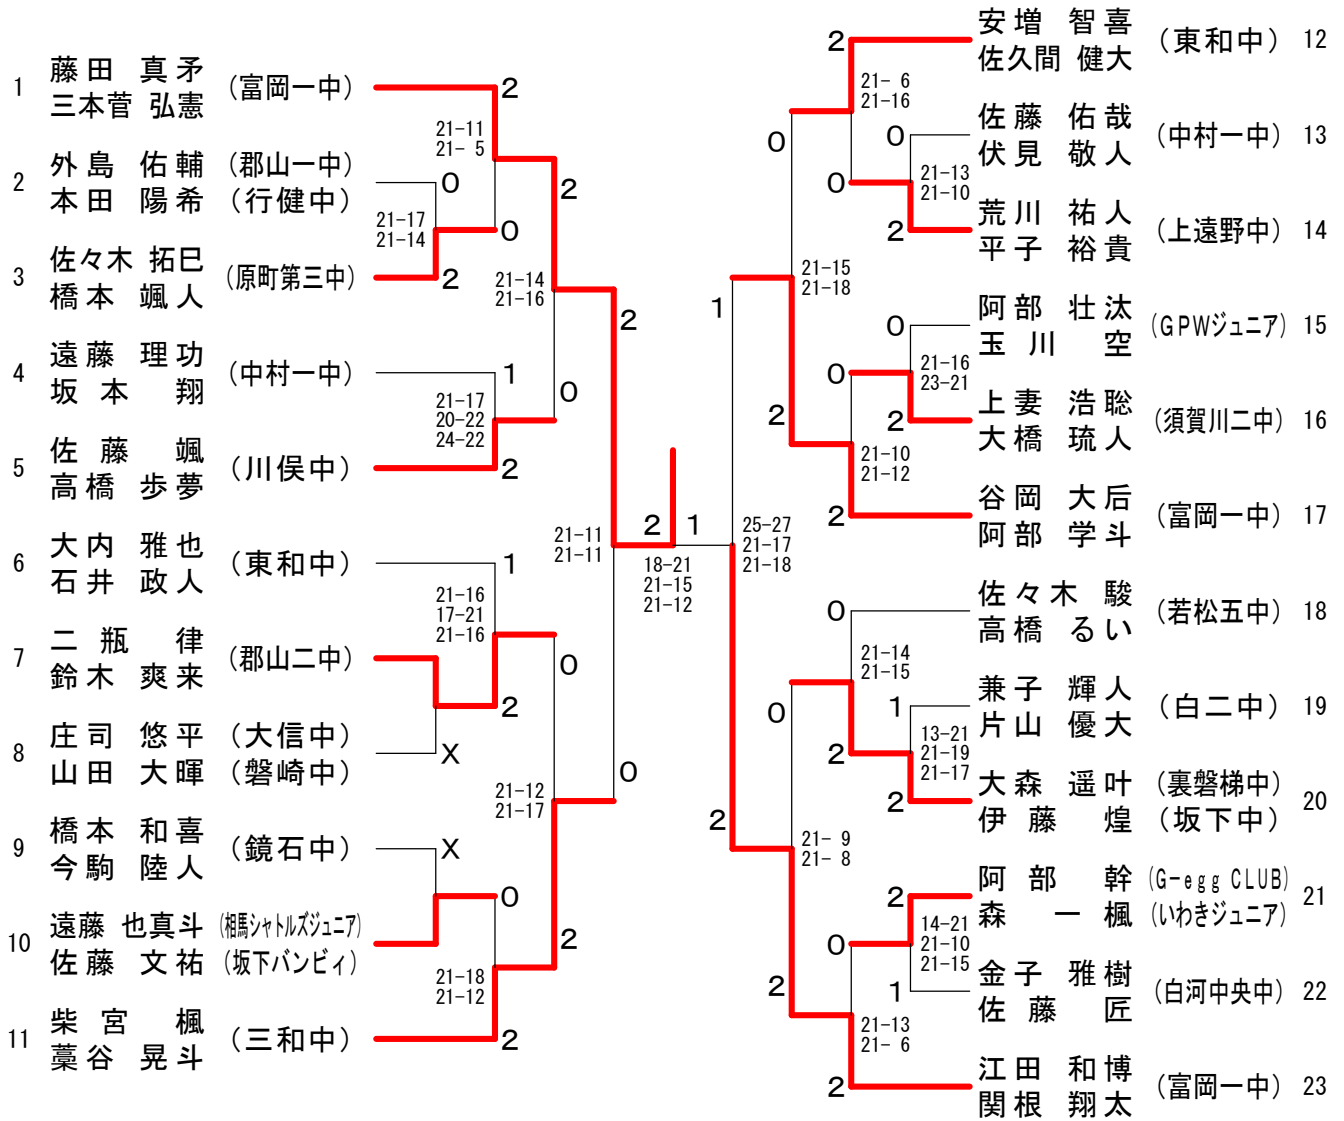 1 藤田 真矛 (富岡一中)
三本菅 弘憲
2 外島 佑輔 (郡山一中)
本田 陽希 (行健中)
3 佐々木 拓巳 (原町第三中)
橋本 颯人
4 遠藤 理功 (中村一中)
坂本 翔
5 佐藤 颯 (川俣中)
高橋 歩夢
6 大内 雅也 (東和中)
石井 政人
7 二瓶 律 (郡山二中)
鈴木 爽来
8 庄司 悠平 (大信中)
山田 大暉 (磐崎中)
9 橋本 和喜 (鏡石中)
今駒 陸人
10 遠藤 也真斗 (相馬シャトルズジュニア)
佐藤 文祐 (坂下バンビィ)
11 柴宮 楓 (三和中)
藁谷 晃斗
2
21-11
21- 5
0
21-17
21-14
0
2
2
21-14
21-16
1
21-17
20-22
24-22
0
2
2
21-11
21-11
1
21-16
17-21
21-16
0
2
X
21-12
21-17
0
X
0
2
21-18
21-12
2
2 1
18-21
21-15
21-12
安増 智喜 (東和中) 12
佐久間 健大
佐藤 佑哉 (中村一中) 13
伏見 敬人
荒川 祐人 (上遠野中) 14
平子 裕貴
阿部 壮汰 (GPWジュニア) 15
玉川 空
上妻 浩聡 (須賀川二中) 16
大橋 琉人
谷岡 大后 (富岡一中) 17
阿部 学斗
佐々木 駿 (若松五中) 18
高橋 るい
兼子 輝人 (白二中) 19
片山 優大
大森 遥叶 (裏磐梯中) 20
伊藤 煌 (坂下中)
阿部 幹 (G-egg CLUB) 21
森 一楓 (いわきジュニア)
金子 雅樹 (白河中央中) 22
佐藤 匠
江田 和博 (富岡一中) 23
関根 翔太
2
21- 6
21-16
0
0
21-13
21-10
0
2
21-15
21-18
1
0
21-16
23-21
0
2
2
21-10
21-12
2
25-27
21-17
21-18
0
21-14
21-15
0
1
13-21
21-19
21-17
2
2
2
21- 9
21- 8
2
14-21
21-10
21-15
0
1
2
21-13
21- 6
2